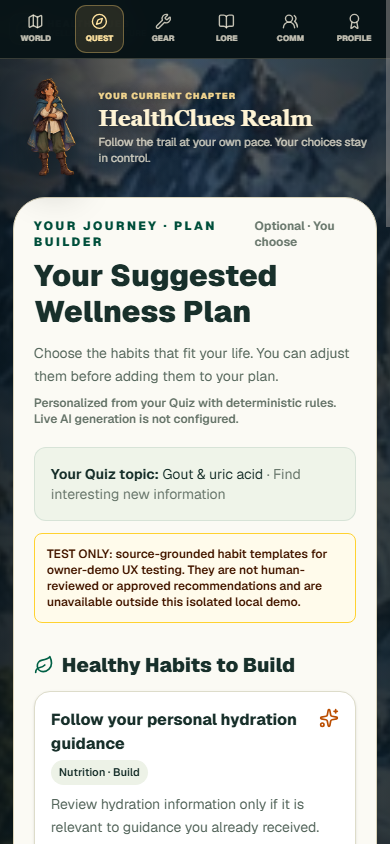 WORLD
QUEST
GEAR
LORE
COMM
PROFILE
YOUR CURRENT CHAPTER
HealthClues Realm
Follow the trail at your own pace. Your choices stay
in control.
YOUR JOURNEY · PLAN
BUILDER
Optional · You
choose
Your Suggested
Wellness Plan
Choose the habits that fit your life. You can adjust
them before adding them to your plan.
Personalized from your Quiz with deterministic rules.
Live AI generation is not configured.
Your Quiz topic: Gout & uric acid · Find
interesting new information
TEST ONLY: source-grounded habit templates for
owner-demo UX testing. They are not human-
reviewed or approved recommendations and are
unavailable outside this isolated local demo.
Healthy Habits to Build
Follow your personal hydration
guidance
Nutrition · Build
Review hydration information only if it is
relevant to guidance you already received.